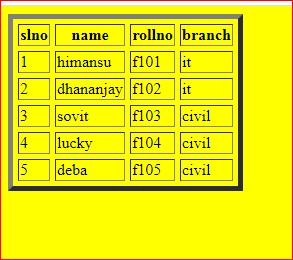 slno name rollno branch
1 himansu f101 it
2 dhananjay f102 it
3 sovit f103 civil
4 lucky f104 civil
5 deba f105 civil